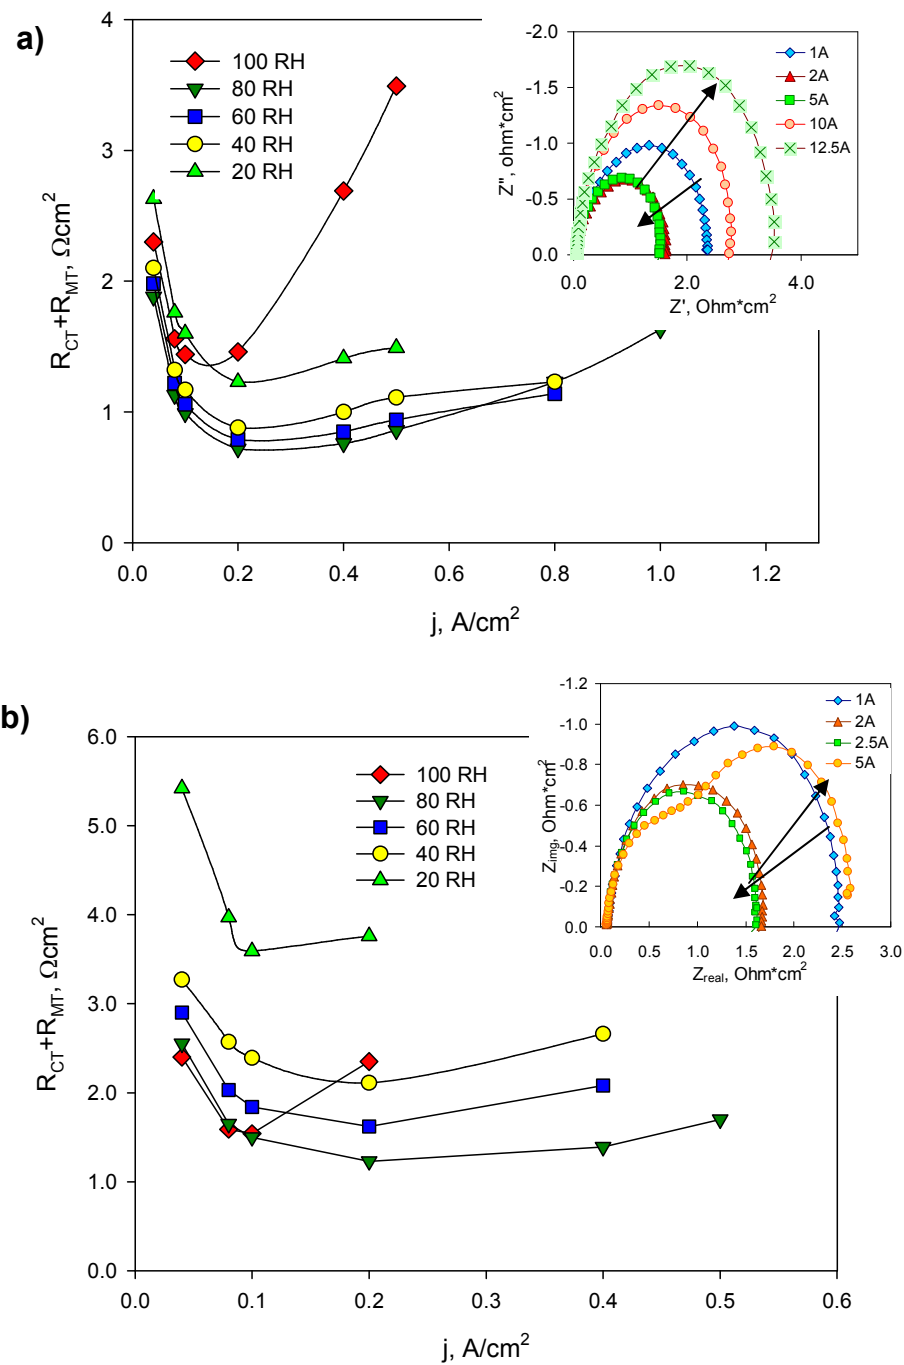 a)
4
3
2
1
0
R_CT+R_MT, Ωcm²
100 RH
80 RH
60 RH
40 RH
20 RH
0.0 0.2 0.4 0.6 0.8 1.0 1.2
j, A/cm²
-2.0
-1.5
-1.0
-0.5
0.0
Z", ohm*cm²
1A
2A
5A
10A
12.5A
0.0 2.0 4.0
Z', Ohm*cm²
b)
6.0
5.0
4.0
3.0
2.0
1.0
0.0
R_CT+R_MT, Ωcm²
100 RH
80 RH
60 RH
40 RH
20 RH
0.0 0.1 0.2 0.3 0.4 0.5 0.6
j, A/cm²
-1.2
-1.0
-0.8
-0.6
-0.4
-0.2
0.0
Z_img, Ohm*cm²
1A
2A
2.5A
5A
0.0 0.5 1.0 1.5 2.0 2.5 3.0
Z_real, Ohm*cm²